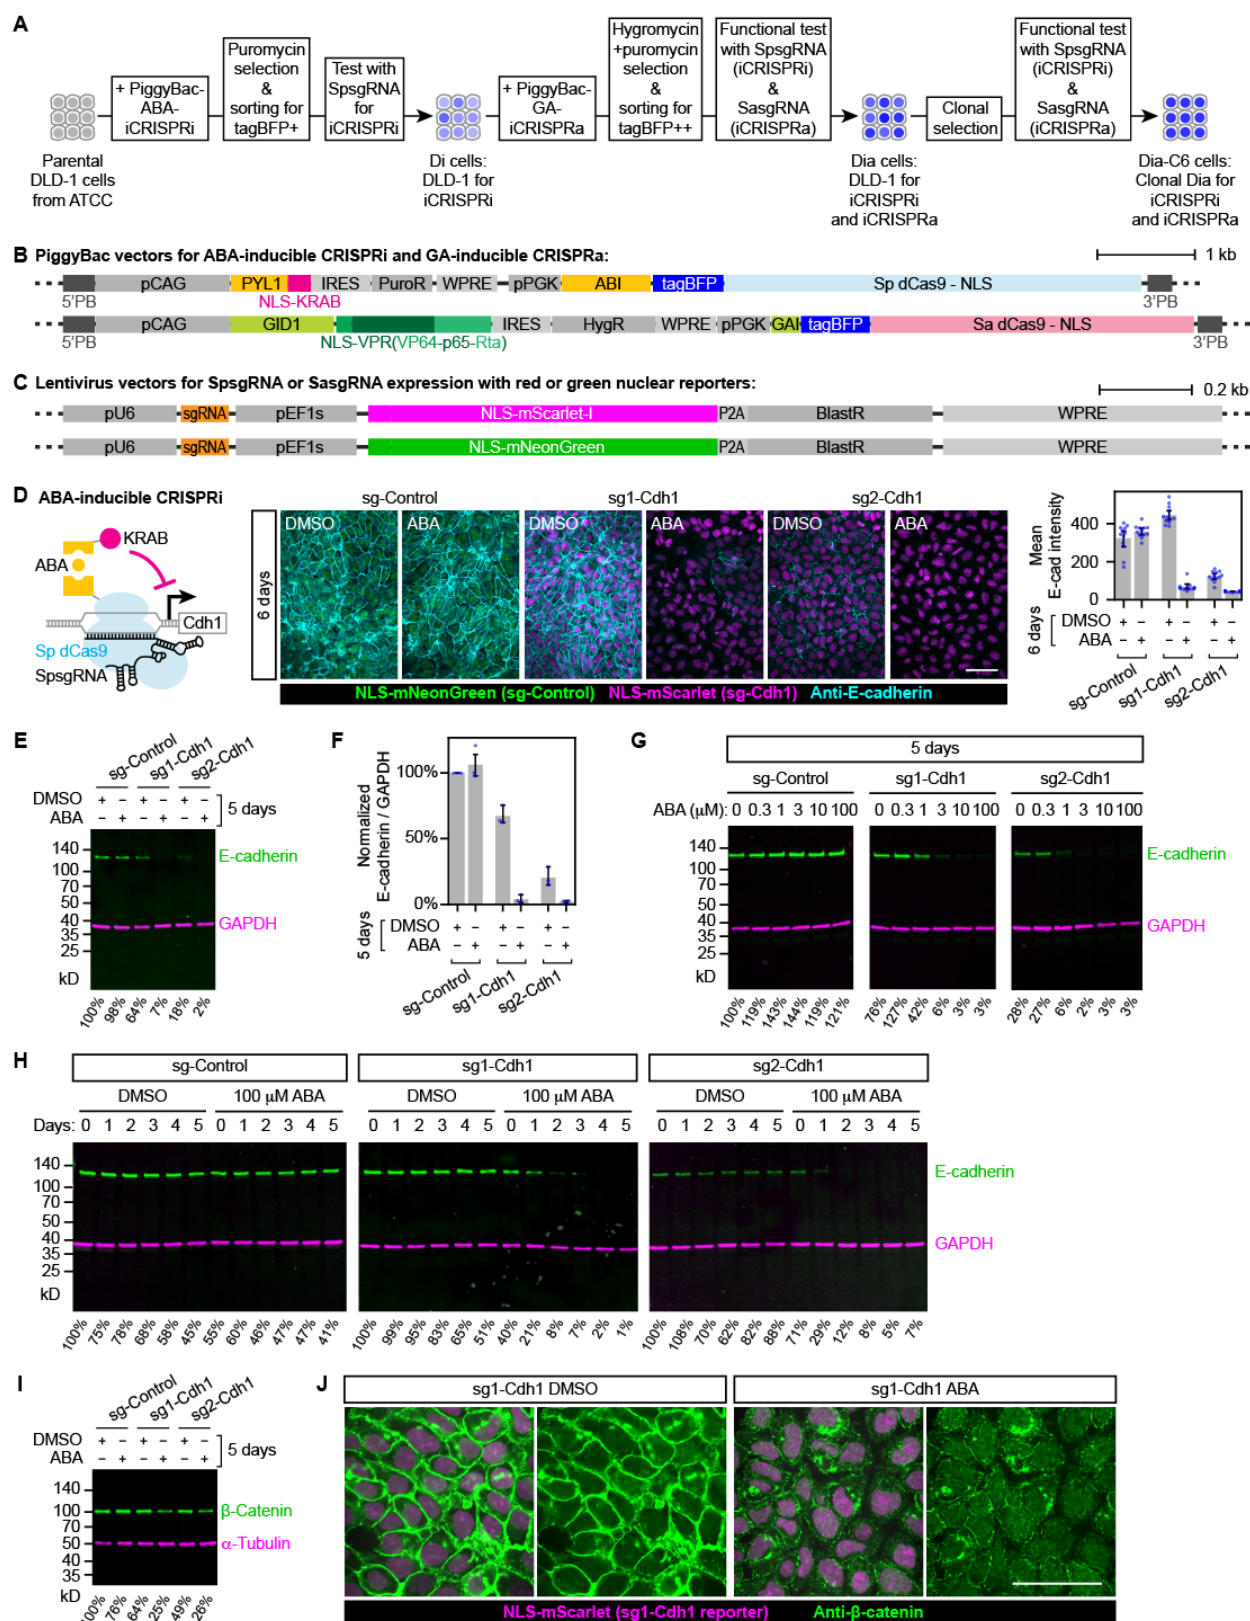 A
+ PiggyBac-
ABA-
iCRISPRi
Puromycin
selection
&
sorting for
tagBFP+
Test with
SpsgRNA
for
iCRISPRi
+ PiggyBac-
GA-
iCRISPRa
Hygromycin
+puromycin
selection
&
sorting for
tagBFP++
Functional test
with SpsgRNA
(iCRISPRi)
&
SasgRNA
(iCRISPRa)
Clonal
selection
Functional test
with SpsgRNA
(iCRISPRi)
&
SasgRNA
(iCRISPRa)
Parental
DLD-1 cells
from ATCC
Di cells:
DLD-1 for
iCRISPRi
Dia cells:
DLD-1 for
iCRISPRi
and iCRISPRa
Dia-C6 cells:
Clonal Dia for
iCRISPRi
and iCRISPRa
B PiggyBac vectors for ABA-inducible CRISPRi and GA-inducible CRISPRa:
1 kb
pCAG PYL1 IRES PuroR WPRE pPGK ABI tagBFP Sp dCas9 - NLS
5'PB NLS-KRAB 3'PB
pCAG GID1 IRES HygR WPRE pPGK GAI tagBFP Sa dCas9 - NLS
5'PB NLS-VPR(VP64-p65-Rta) 3'PB
C Lentivirus vectors for SpsgRNA or SasgRNA expression with red or green nuclear reporters:
0.2 kb
pU6 sgRNA pEF1s NLS-mScarlet-I P2A BlastR WPRE
pU6 sgRNA pEF1s NLS-mNeonGreen P2A BlastR WPRE
D ABA-inducible CRISPRi
KRAB
ABA
Cdh1
Sp dCas9
SpsgRNA
6 days
sg-Control sg1-Cdh1 sg2-Cdh1
DMSO ABA DMSO ABA DMSO ABA
NLS-mNeonGreen (sg-Control) NLS-mScarlet (sg-Cdh1) Anti-E-cadherin
Mean
E-cad intensity
400
200
0
6 days
DMSO + − + − + −
ABA − + − + − +
sg-Control sg1-Cdh1 sg2-Cdh1
E
sg-Control sg1-Cdh1 sg2-Cdh1
DMSO + − + − + −
ABA − + − + − +
5 days
140
100
70
50
40
35
25
kD
E-cadherin
GAPDH
100% 98% 64% 7% 18% 2%
F
Normalized
E-cadherin / GAPDH
100%
50%
0%
5 days
DMSO + − + − + −
ABA − + − + − +
sg-Control sg1-Cdh1 sg2-Cdh1
G
5 days
sg-Control sg1-Cdh1 sg2-Cdh1
ABA (μM): 0 0.3 1 3 10 100 0 0.3 1 3 10 100 0 0.3 1 3 10 100
140
100
70
50
40
35
25
kD
E-cadherin
GAPDH
100% 119% 143% 144% 119% 121% 76% 127% 42% 6% 3% 3% 28% 27% 6% 2% 3% 3%
H
sg-Control sg1-Cdh1 sg2-Cdh1
DMSO 100 μM ABA DMSO 100 μM ABA DMSO 100 μM ABA
Days: 0 1 2 3 4 5 0 1 2 3 4 5 0 1 2 3 4 5 0 1 2 3 4 5 0 1 2 3 4 5 0 1 2 3 4 5
140
100
70
50
40
35
25
kD
E-cadherin
GAPDH
100% 75% 78% 68% 58% 45% 55% 60% 46% 47% 47% 41% 100% 99% 95% 83% 65% 51% 40% 21% 8% 7% 2% 1% 100% 108% 70% 62% 82% 88% 71% 29% 12% 8% 5% 7%
I
sg-Control sg1-Cdh1 sg2-Cdh1
DMSO + − + − + −
ABA − + − + − +
5 days
140
100
70
50
40
35
kD
β-Catenin
α-Tubulin
100% 76% 64% 25% 49% 26%
J
sg1-Cdh1 DMSO sg1-Cdh1 ABA
NLS-mScarlet (sg1-Cdh1 reporter) Anti-β-catenin